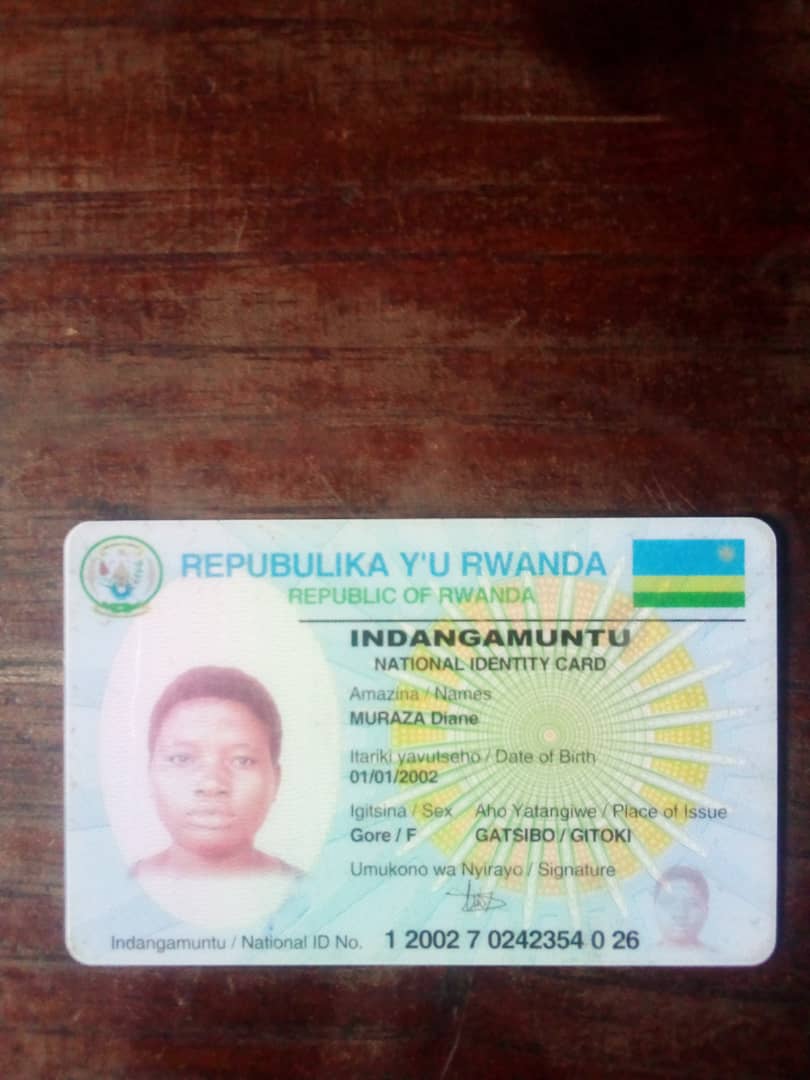 REPUBULIKA Y'U RWANDA
REPUBLIC OF RWANDA
INDANGAMUNTU
NATIONAL IDENTITY CARD
Amazina / Names
MURAZA Diane
Itariki yavutseho / Date of Birth
01/01/2002
Igitsina / Sex Aho Yatangiwe / Place of Issue
Gore / F GATSIBO / GITOKI
Umukono wa Nyirayo / Signature
Indangamuntu / National ID No. 1 2002 7 0242354 0 26